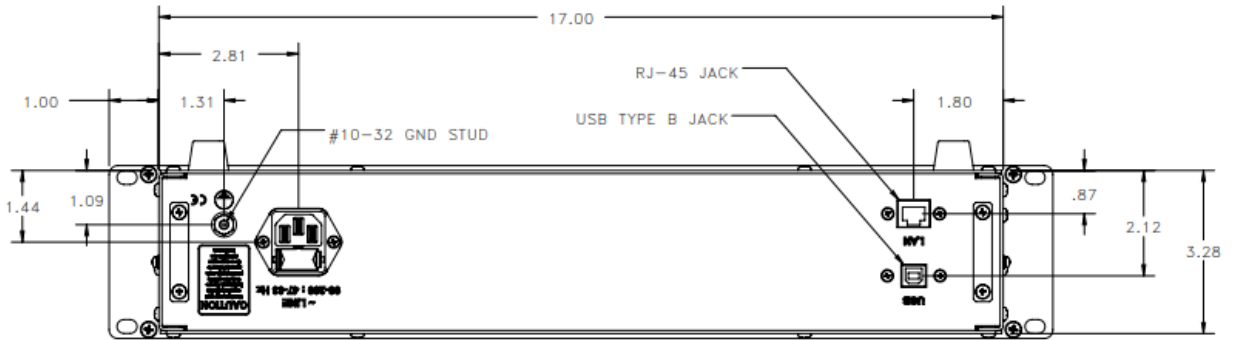 17.00
2.81
RJ-45 JACK
1.00
1.31
1.80
USB TYPE B JACK
#10-32 GND STUD
CE
1.44
1.09
.87
2.12
3.28
LAN
~ LINE
USB
CAUTION